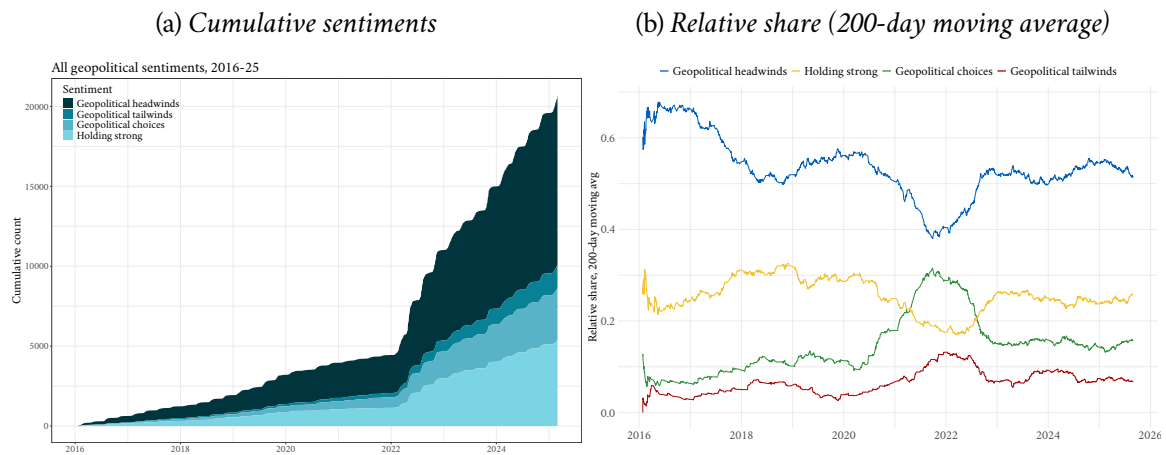 (a) Cumulative sentiments
All geopolitical sentiments, 2016-25
Sentiment
Geopolitical headwinds
Geopolitical tailwinds
Geopolitical choices
Holding strong
Cumulative count
20000
15000
10000
5000
0
2016
2018
2020
2022
2024
(b) Relative share (200-day moving average)
Geopolitical headwinds Holding strong Geopolitical choices Geopolitical tailwinds
Relative share, 200-day moving avg
0.6
0.4
0.2
0.0
2016
2018
2020
2022
2024
2026